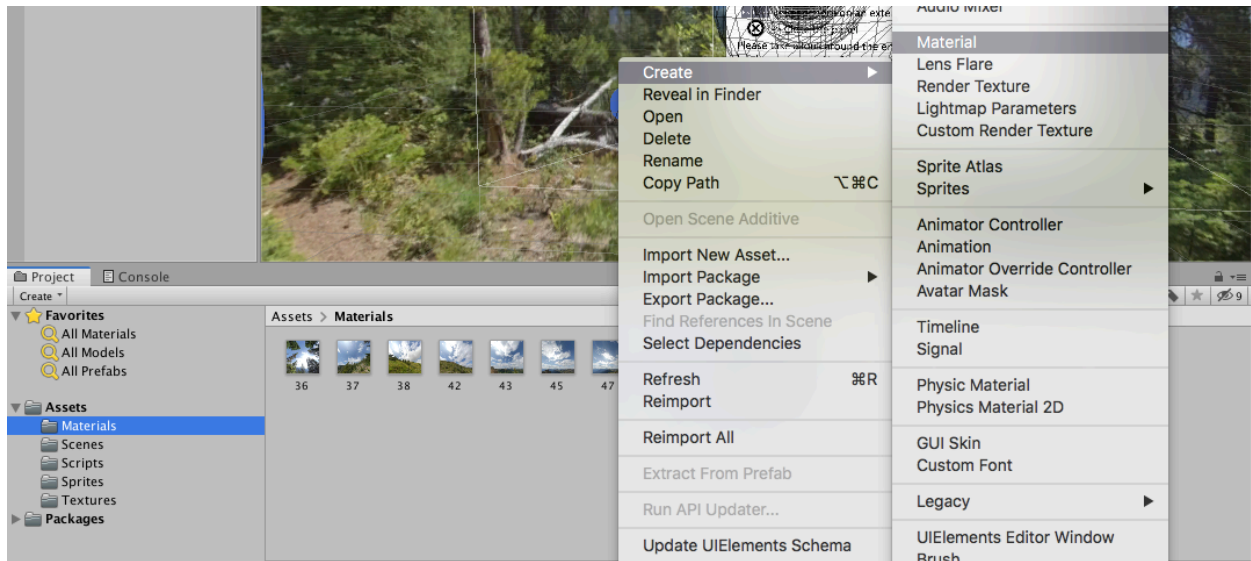 Audio Mixer
Material
Lens Flare
Render Texture
Lightmap Parameters
Custom Render Texture
Sprite Atlas
Sprites
Animator Controller
Animation
Animator Override Controller
Avatar Mask
Timeline
Signal
Physic Material
Physics Material 2D
GUI Skin
Custom Font
Legacy
UIElements Editor Window
Brush
Create
Reveal in Finder
Open
Delete
Rename
Copy Path ⌥⌘C
Open Scene Additive
Import New Asset...
Import Package
Export Package...
Find References In Scene
Select Dependencies
Refresh ⌘R
Reimport
Reimport All
Extract From Prefab
Run API Updater...
Update UIElements Schema
Project Console
Create
9
Favorites
All Materials
All Models
All Prefabs
Assets
Materials
Scenes
Scripts
Sprites
Textures
Packages
Assets > Materials
36 37 38 42 43 45 47